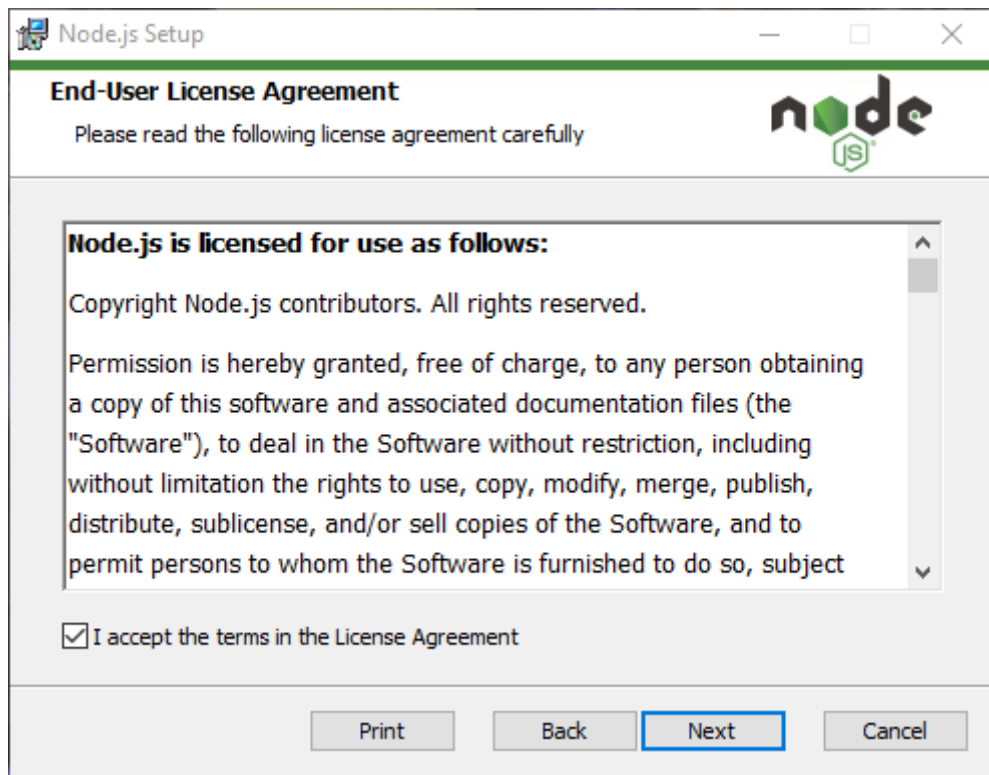 Node.js Setup
End-User License Agreement
Please read the following license agreement carefully
node
JS
Node.js is licensed for use as follows:
Copyright Node.js contributors. All rights reserved.
Permission is hereby granted, free of charge, to any person obtaining
a copy of this software and associated documentation files (the
"Software"), to deal in the Software without restriction, including
without limitation the rights to use, copy, modify, merge, publish,
distribute, sublicense, and/or sell copies of the Software, and to
permit persons to whom the Software is furnished to do so, subject
I accept the terms in the License Agreement
Print
Back
Next
Cancel